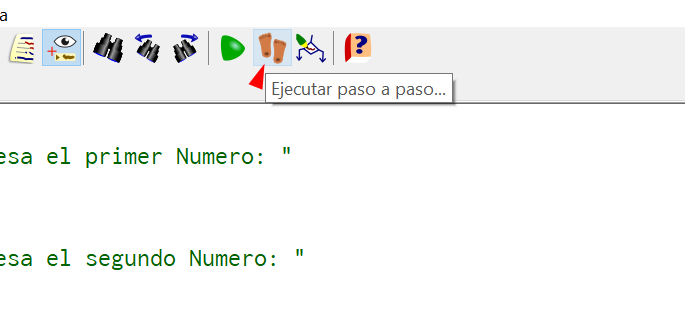 a
Ejecutar paso a paso...
esa el primer Numero: "
esa el segundo Numero: "